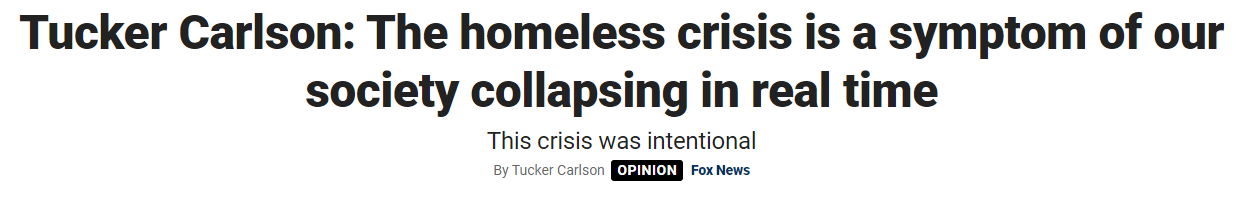 Tucker Carlson: The homeless crisis is a symptom of our
society collapsing in real time
This crisis was intentional
By Tucker Carlson OPINION Fox News